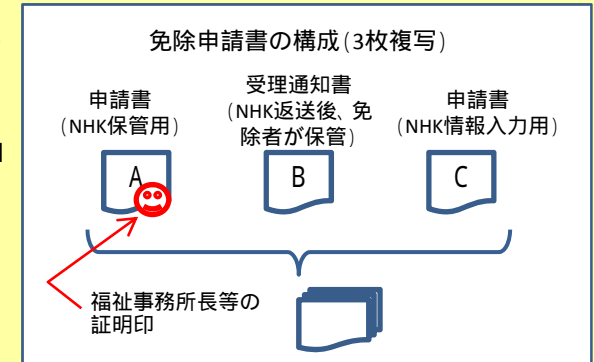 免除申請書の構成(3枚複写)
申請書
(NHK保管用)
受理通知書
(NHK返送後、免
除者が保管)
申請書
(NHK情報入力用)
A
B
C
福祉事務所長等の
証明印